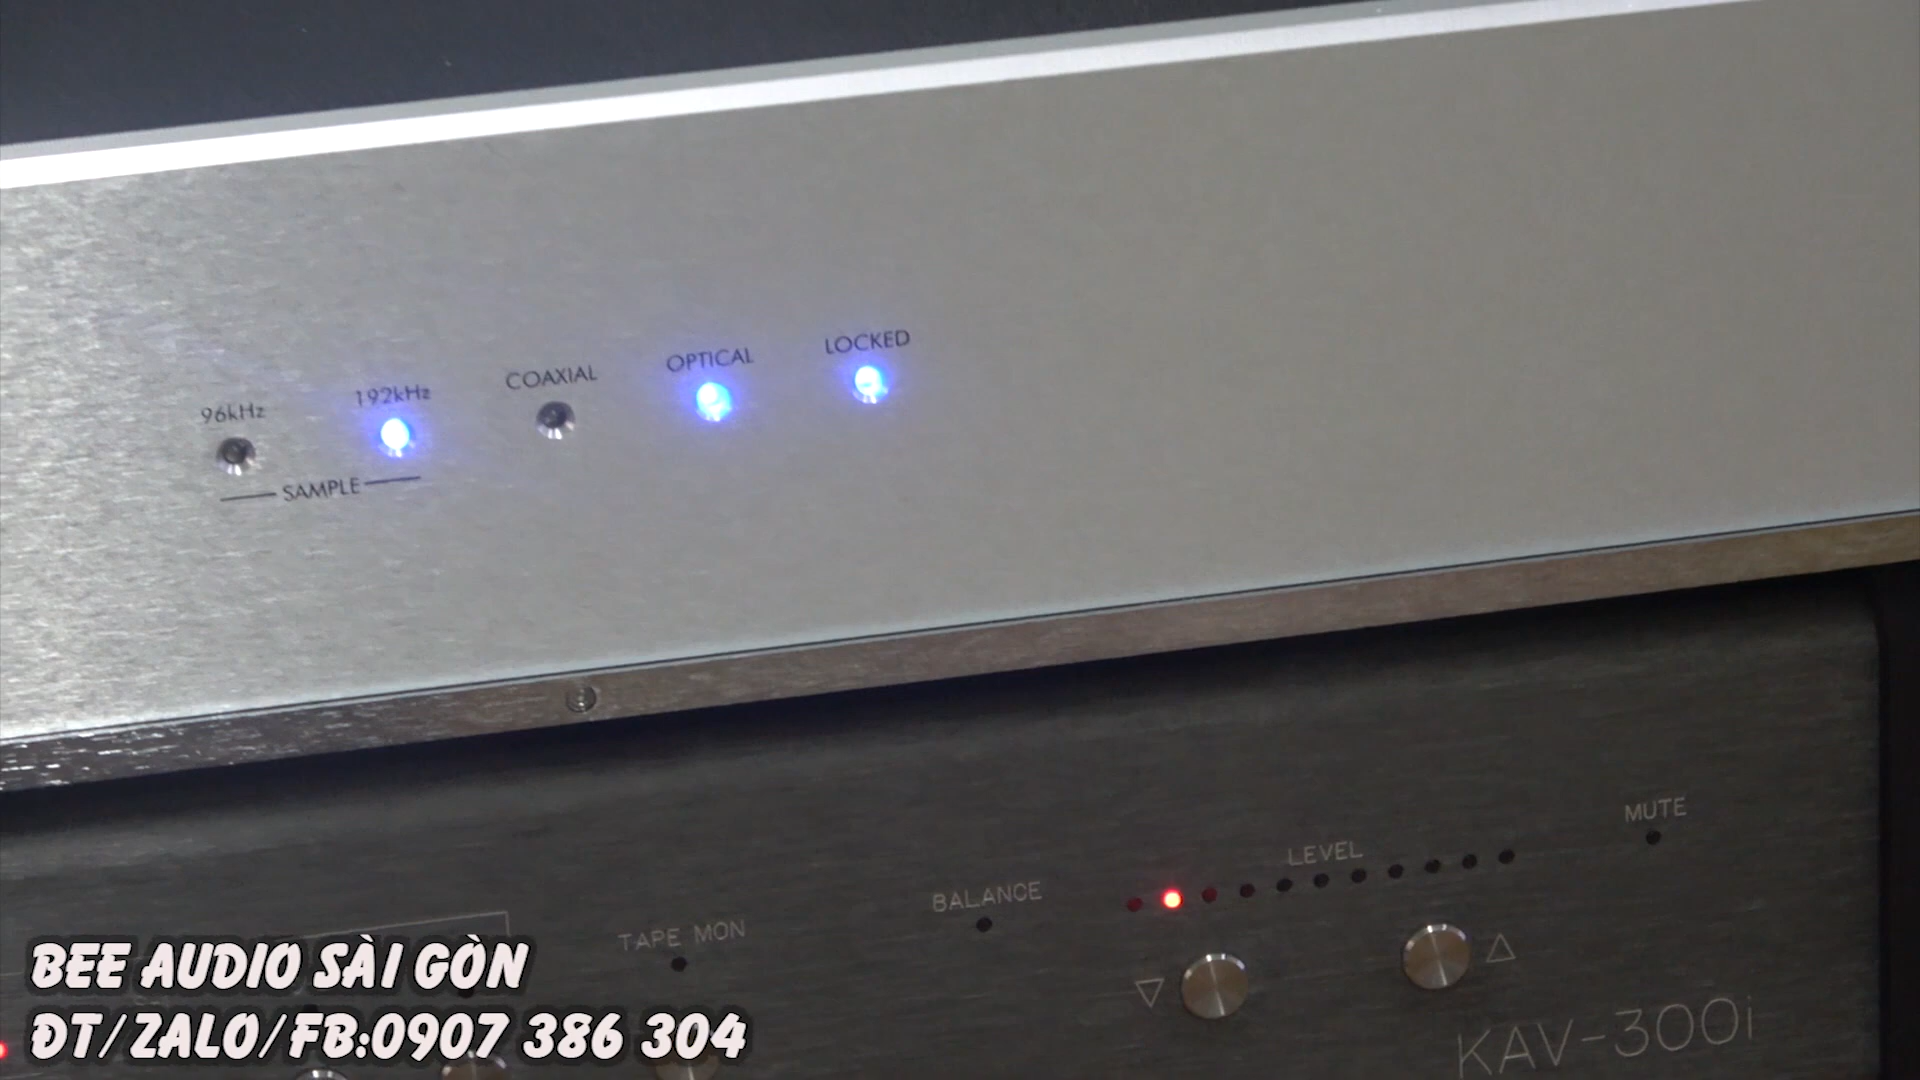 96kHz
192kHz
COAXIAL
OPTICAL
LOCKED
SAMPLE
MUTE
LEVEL
BALANCE
TAPE MON
KAV-300i
BEE AUDIO SÀI GÒN
ĐT/ZALO/FB:0907 386 304